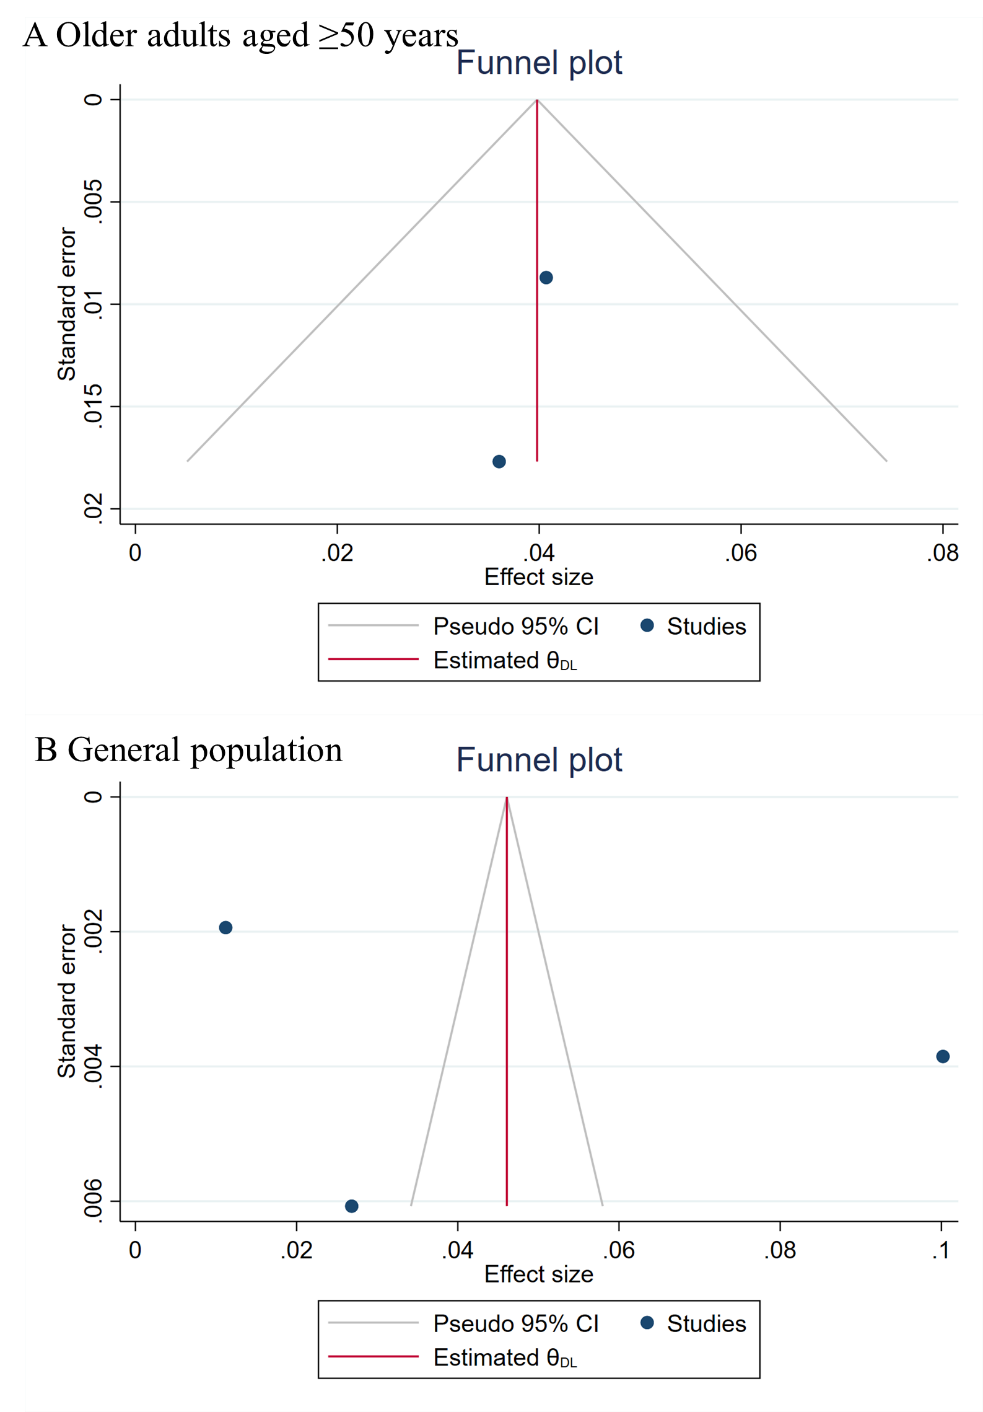 A Older adults aged ≥50 years
Funnel plot
0
.005
.01
.015
.02
Standard error
0 .02 .04 .06 .08
Effect size
Pseudo 95% CI Studies
Estimated θDL
B General population
Funnel plot
0
.002
.004
.006
Standard error
0 .02 .04 .06 .08 .1
Effect size
Pseudo 95% CI Studies
Estimated θDL